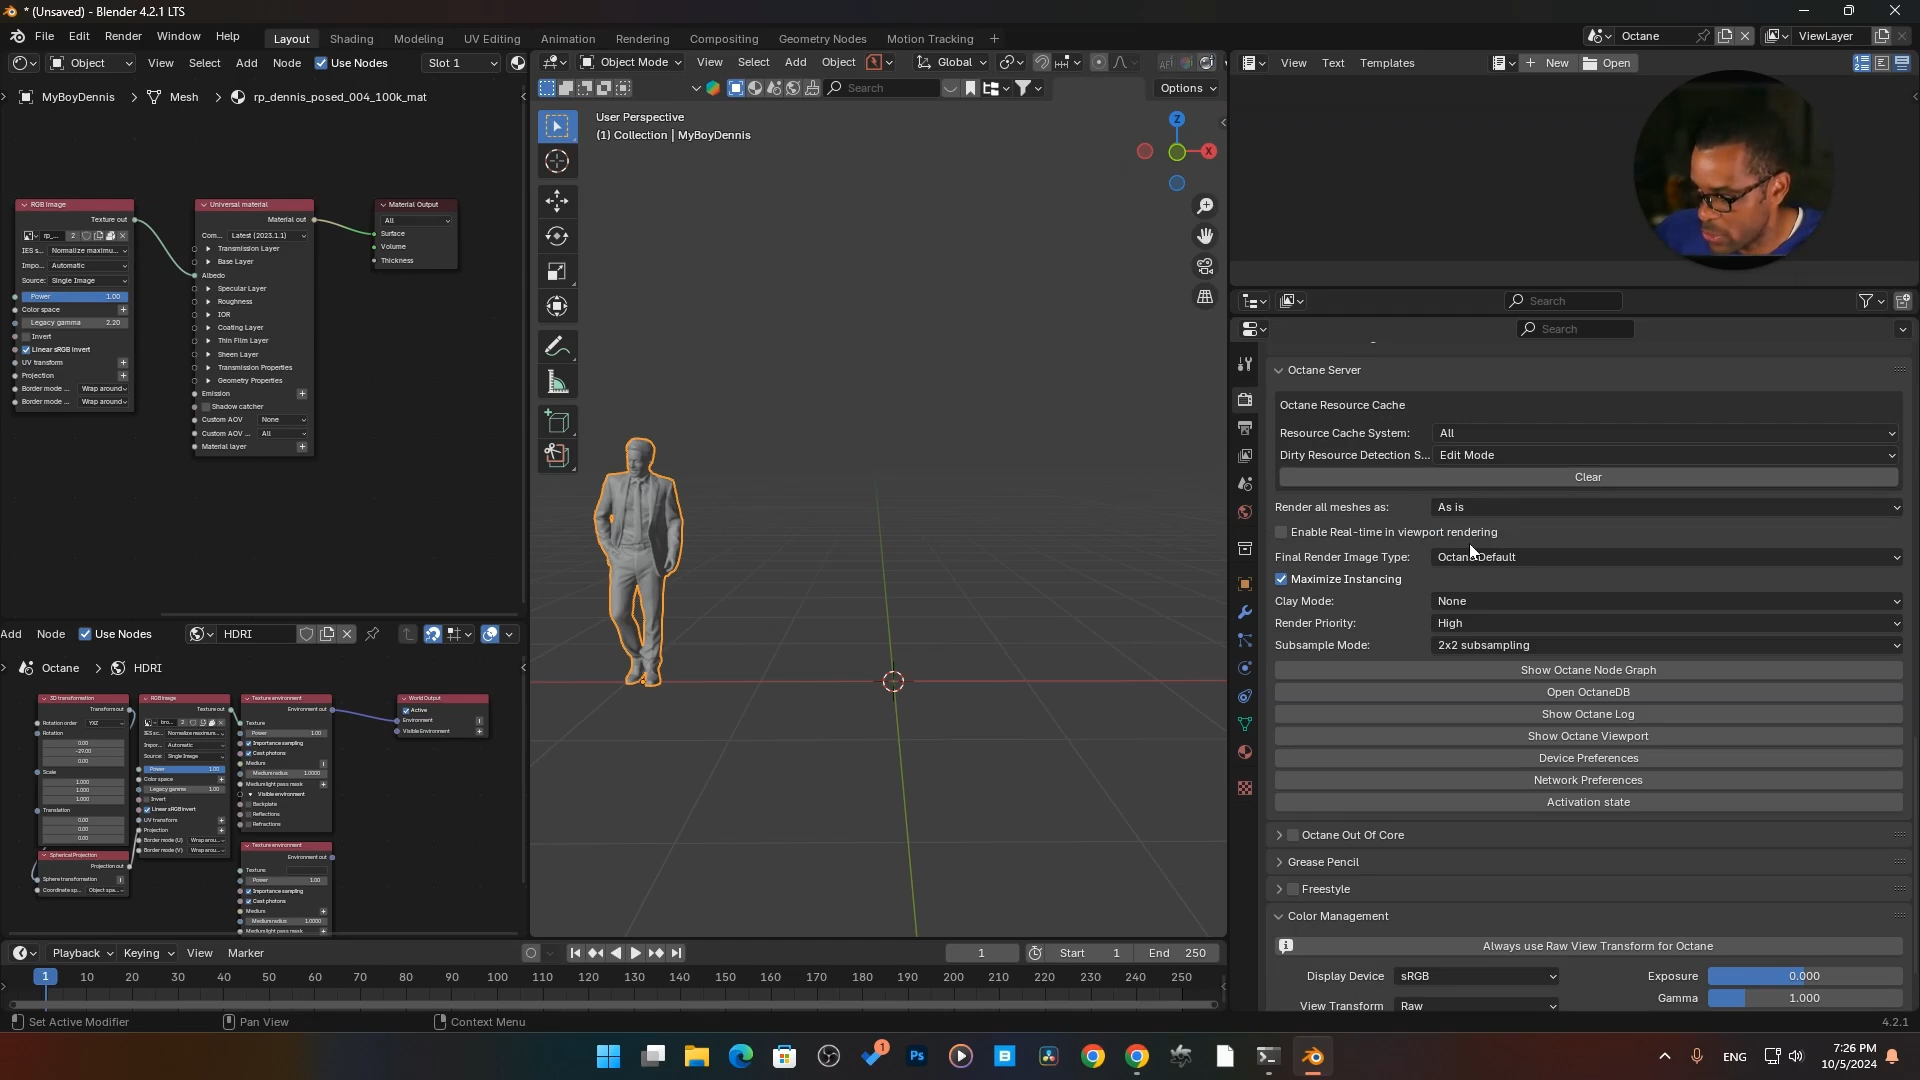 * (Unsaved) - Blender 4.2.1 LTS
File Edit Render Window Help Layout Shading Modeling UV Editing Animation Rendering Compositing Geometry Nodes Motion Tracking Octane ViewLayer
Object View Select Add Node Use Nodes Slot 1
MyBoyDennis > Mesh > rp_dennis_posed_004_100k_mat
Object Mode View Select Add Object Global
Search Options
User Perspective
(1) Collection | MyBoyDennis
Z
X
View Text Templates New Open
Search
Search
RGB Image
Texture out
rp_... 2
IES s... Normalize maximu...
Impo... Automatic
Source: Single Image
Power 1.00
Color space
Legacy gamma 2.20
Invert
Linear sRGB invert
UV transform
Projection
Border mode ... Wrap around
Border mode ... Wrap around
Universal material
Material out
Com... Latest (2023.1.1)
Transmission Layer
Base Layer
Albedo
Specular Layer
Roughness
IOR
Coating Layer
Thin Film Layer
Sheen Layer
Transmission Properties
Geometry Properties
Emission
Shadow catcher
Custom AOV None
Custom AOV ... All
Material layer
Material Output
All
Surface
Volume
Thickness
Add Node Use Nodes HDRI
Octane > HDRI
3D transformation
Transform out
Rotation order YXZ
Rotation
0.00
-29.00
0.00
Scale
1.000
1.000
1.000
Translation
0.00
0.00
0.00
Spherical Projection
Projection out
Sphere transformation
Coordinate sp... Object spa...
RGB Image
Texture out
bro... 2
IES sc... Normalize maximum...
Impor... Automatic
Source: Single Image
Power 1.00
Color space
Legacy gamma 1.00
Invert
Linear sRGB invert
UV transform
Projection
Border mode (U) Wrap arou...
Border mode (V) Wrap arou...
Texture environment
Environment out
Texture
Power 1.00
Importance sampling
Cast photons
Medium
Medium radius 1.0000
Medium light pass mask
Visible environment
Backplate
Reflections
Refractions
Texture environment
Environment out
Texture:
Power 1.00
Importance sampling
Cast photons
Medium
Medium radius 1.0000
Medium light pass mask
World Output
Active
Environment
Visible Environment
Octane Server
Octane Resource Cache
Resource Cache System: All
Dirty Resource Detection S... Edit Mode
Clear
Render all meshes as: As is
Enable Real-time in viewport rendering
Final Render Image Type: Octane Default
Maximize Instancing
Clay Mode: None
Render Priority: High
Subsample Mode: 2x2 subsampling
Show Octane Node Graph
Open OctaneDB
Show Octane Log
Show Octane Viewport
Device Preferences
Network Preferences
Activation state
Octane Out Of Core
Grease Pencil
Freestyle
Color Management
Always use Raw View Transform for Octane
Display Device sRGB Exposure 0.000
View Transform Raw Gamma 1.000
Playback Keying View Marker 1 Start 1 End 250
1 10 20 30 40 50 60 70 80 90 100 110 120 130 140 150 160 170 180 190 200 210 220 230 240 250
Set Active Modifier Pan View Context Menu 4.2.1
1 Ps ENG 7:26 PM
10/5/2024